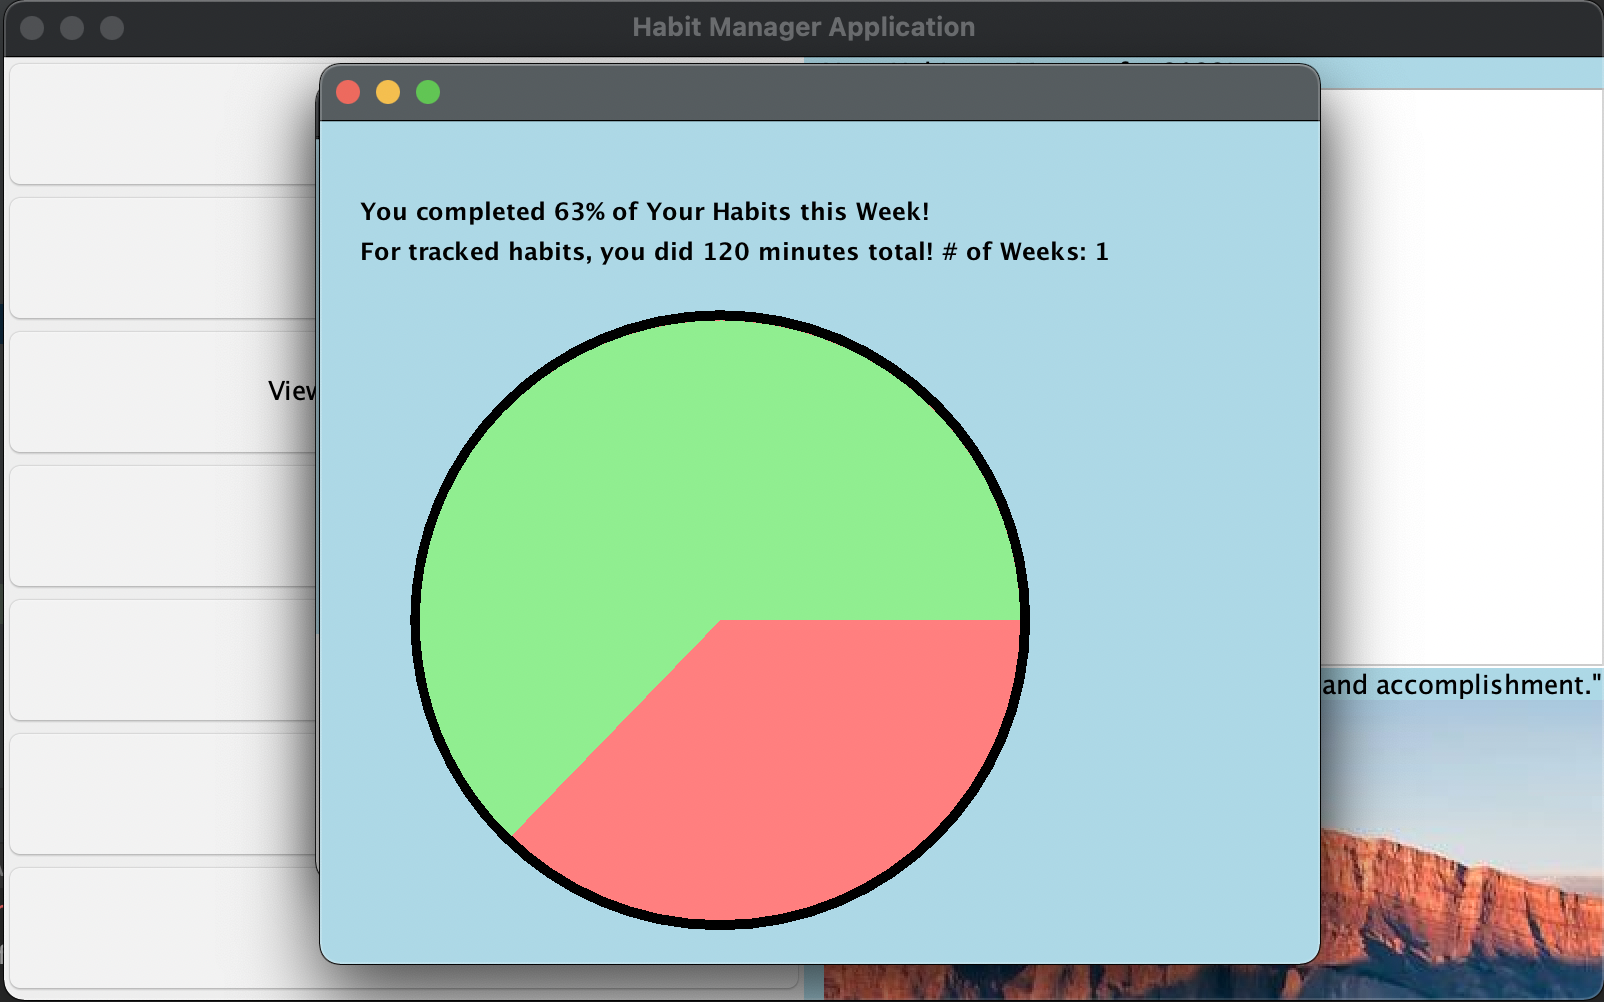 Habit Manager Application
You completed 63% of Your Habits this Week!
For tracked habits, you did 120 minutes total! # of Weeks: 1
View
and accomplishment."